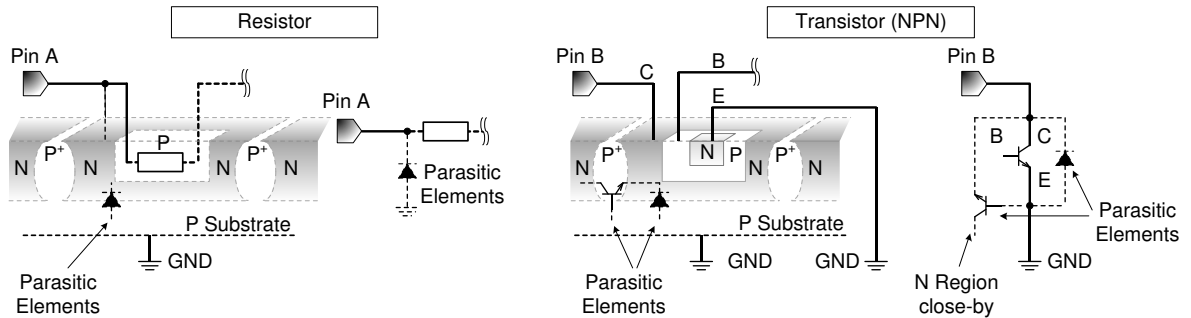 Resistor
Transistor (NPN)
Pin A
P
N
P+
N
N
P+
N
P Substrate
GND
Parasitic
Elements
Pin A
Parasitic
Elements
Pin B
C
B
E
N
P+
N
P
N
P+
N
P Substrate
GND
GND
Parasitic
Elements
Pin B
B
C
E
Parasitic
Elements
GND
N Region
close-by